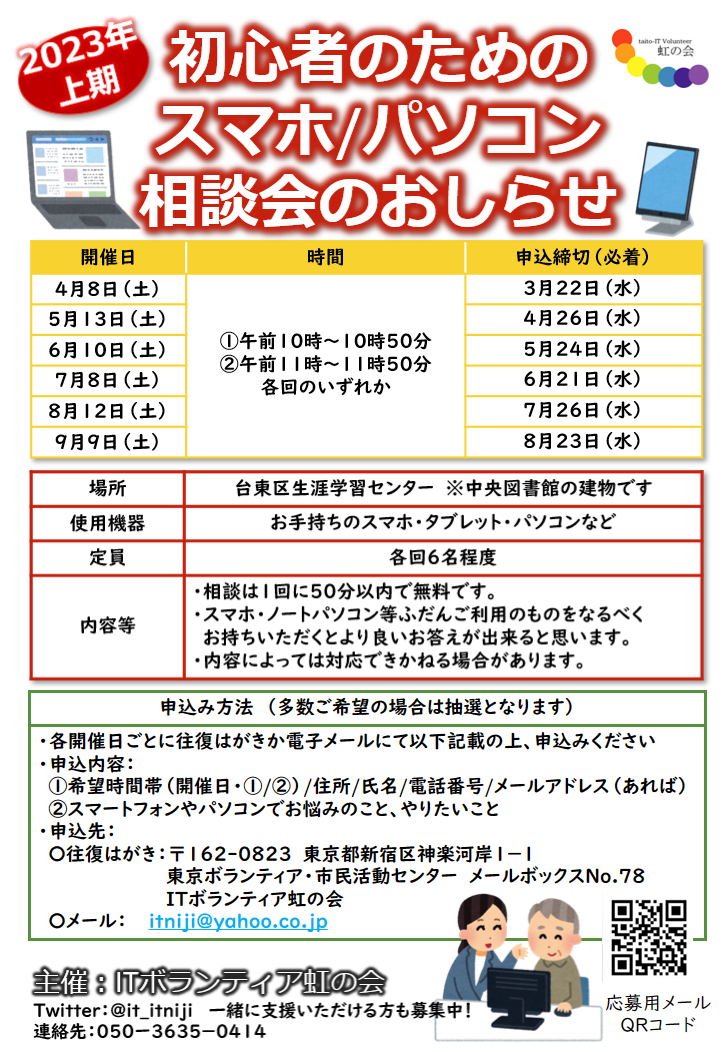 2023年
上期
初心者のための
スマホ/パソコン
相談会のおしらせ
taito-IT Volunteer
虹の会
開催日 時間 申込締切（必着）
4月8日（土） 3月22日（水）
5月13日（土） 4月26日（水）
6月10日（土） 5月24日（水）
7月8日（土） 6月21日（水）
8月12日（土） 7月26日（水）
9月9日（土） 8月23日（水）
①午前10時～10時50分
②午前11時～11時50分
各回のいずれか
場所 台東区生涯学習センター ※中央図書館の建物です
使用機器 お手持ちのスマホ・タブレット・パソコンなど
定員 各回6名程度
内容等
・相談は1回に50分以内で無料です。
・スマホ・ノートパソコン等ふだんご利用のものをなるべく
お持ちいただくとより良いお答えが出来ると思います。
・内容によっては対応できかねる場合があります。
申込み方法 （多数ご希望の場合は抽選となります）
・各開催日ごとに往復はがきか電子メールにて以下記載の上、申込みください
・申込内容：
①希望時間帯（開催日・①/②）/住所/氏名/電話番号/メールアドレス（あれば）
②スマートフォンやパソコンでお悩みのこと、やりたいこと
・申込先：
〇往復はがき：〒162-0823 東京都新宿区神楽河岸1－1
東京ボランティア・市民活動センター メールボックスNo.78
ITボランティア虹の会
〇メール： itniji@yahoo.co.jp
主催：ITボランティア虹の会
Twitter：@it_itniji 一緒に支援いただける方も募集中！
連絡先：050ー3635－0414
応募用メール
QRコード